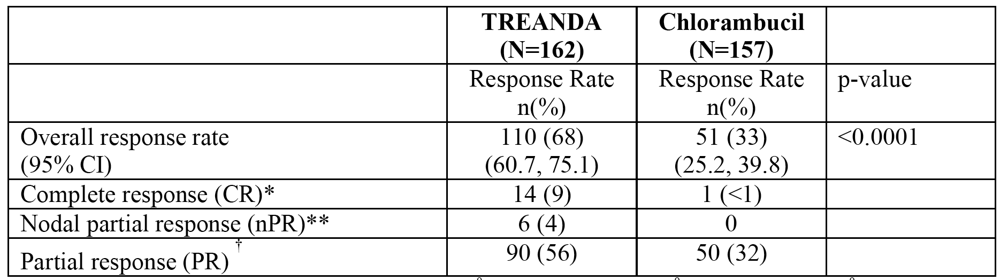 TREANDA Chlorambucil
(N=162) (N=157)
Response Rate Response Rate p-value
n(%) n(%)
Overall response rate 110 (68) 51 (33) <0.0001
(95% CI) (60.7, 75.1) (25.2, 39.8)
Complete response (CR)* 14 (9) 1 (<1)
Nodal partial response (nPR)** 6 (4) 0
Partial response (PR) † 90 (56) 50 (32)